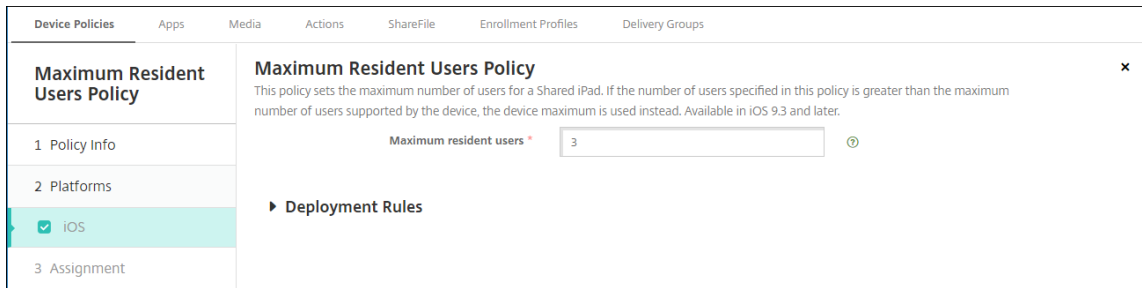 Device Policies Apps Media Actions ShareFile Enrollment Profiles Delivery Groups
Maximum Resident
Users Policy
1 Policy Info
2 Platforms
iOS
3 Assignment
Maximum Resident Users Policy
This policy sets the maximum number of users for a Shared iPad. If the number of users specified in this policy is greater than the maximum
number of users supported by the device, the device maximum is used instead. Available in iOS 9.3 and later.
Maximum resident users * 3
Deployment Rules